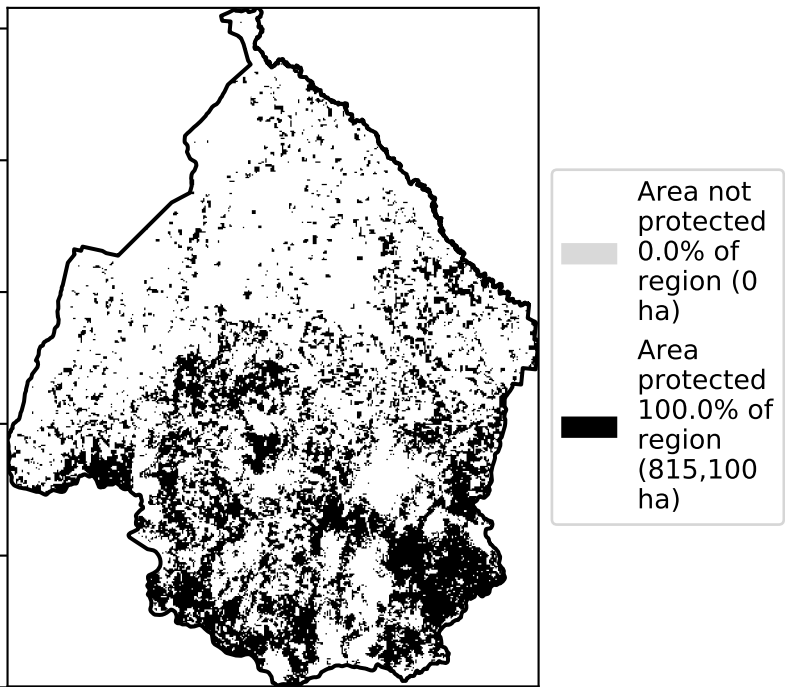 Area not
protected
0.0% of
region (0
ha)
Area
protected
100.0% of
region
(815,100
ha)